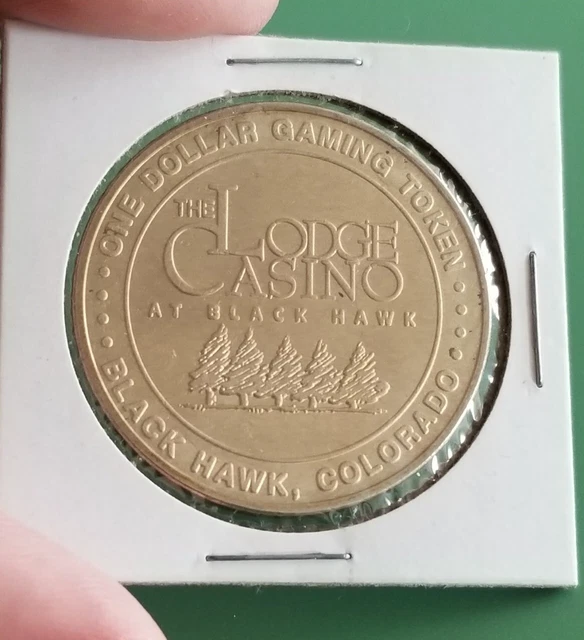 ONE DOLLAR GAMING TOKEN
THE LODGE
CASINO
AT BLACK HAWK
BLACK HAWK, COLORADO